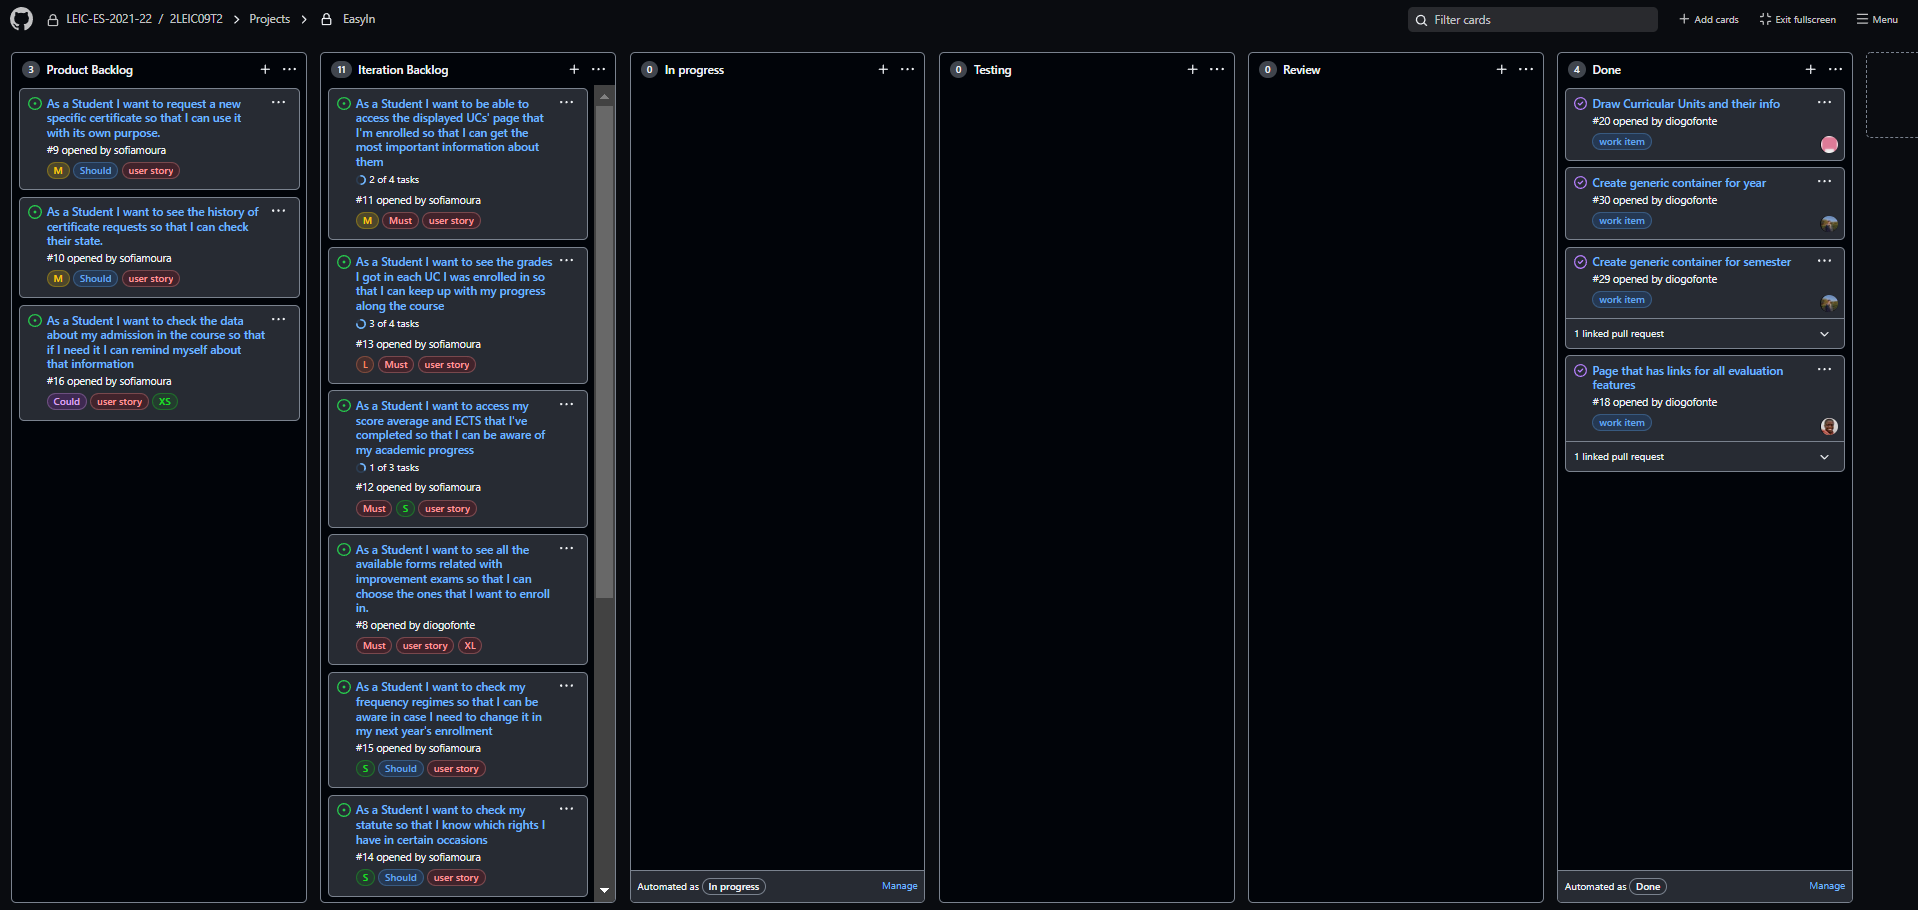 LEIC-ES-2021-22 / 2LEIC09T2 > Projects > EasyIn
Filter cards
Add cards
Exit fullscreen
Menu
3 Product Backlog
As a Student I want to request a new
specific certificate so that I can use it
with its own purpose.
#9 opened by sofiamoura
M Should user story
As a Student I want to see the history of
certificate requests so that I can check
their state.
#10 opened by sofiamoura
M Should user story
As a Student I want to check the data
about my admission in the course so that
if I need it I can remind myself about
that information
#16 opened by sofiamoura
Could user story XS
11 Iteration Backlog
As a Student I want to be able to
access the displayed UCs' page that
I'm enrolled so that I can get the
most important information about
them
2 of 4 tasks
#11 opened by sofiamoura
M Must user story
As a Student I want to see the grades
I got in each UC I was enrolled in so
that I can keep up with my progress
along the course
3 of 4 tasks
#13 opened by sofiamoura
L Must user story
As a Student I want to access my
score average and ECTS that I've
completed so that I can be aware of
my academic progress
1 of 3 tasks
#12 opened by sofiamoura
Must S user story
As a Student I want to see all the
available forms related with
improvement exams so that I can
choose the ones that I want to enroll
in.
#8 opened by diogofonte
Must user story XL
As a Student I want to check my
frequency regimes so that I can be
aware in case I need to change it in
my next year's enrollment
#15 opened by sofiamoura
S Should user story
As a Student I want to check my
statute so that I know which rights I
have in certain occasions
#14 opened by sofiamoura
S Should user story
0 In progress
Automated as In progress Manage
0 Testing
0 Review
4 Done
Draw Curricular Units and their info
#20 opened by diogofonte
work item
Create generic container for year
#30 opened by diogofonte
work item
Create generic container for semester
#29 opened by diogofonte
work item
1 linked pull request
Page that has links for all evaluation
features
#18 opened by diogofonte
work item
1 linked pull request
Automated as Done Manage